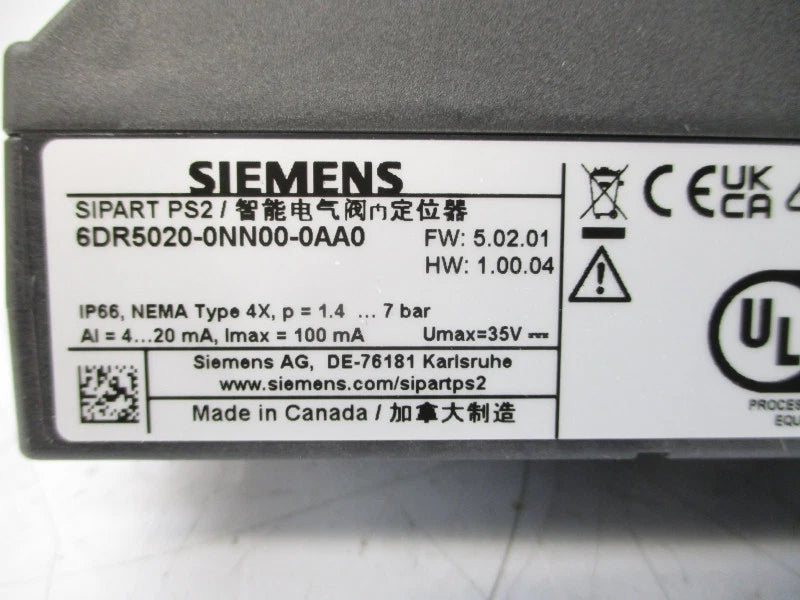 SIEMENS
SIPART PS2 / 智能电气阀门定位器
6DR5020-0NN00-0AA0
FW: 5.02.01
HW: 1.00.04
IP66, NEMA Type 4X, p = 1.4 ... 7 bar
AI = 4...20 mA, Imax = 100 mA Umax=35V
Siemens AG, DE-76181 Karlsruhe
www.siemens.com/sipartps2
Made in Canada / 加拿大制造
CE
UK
CA
UL